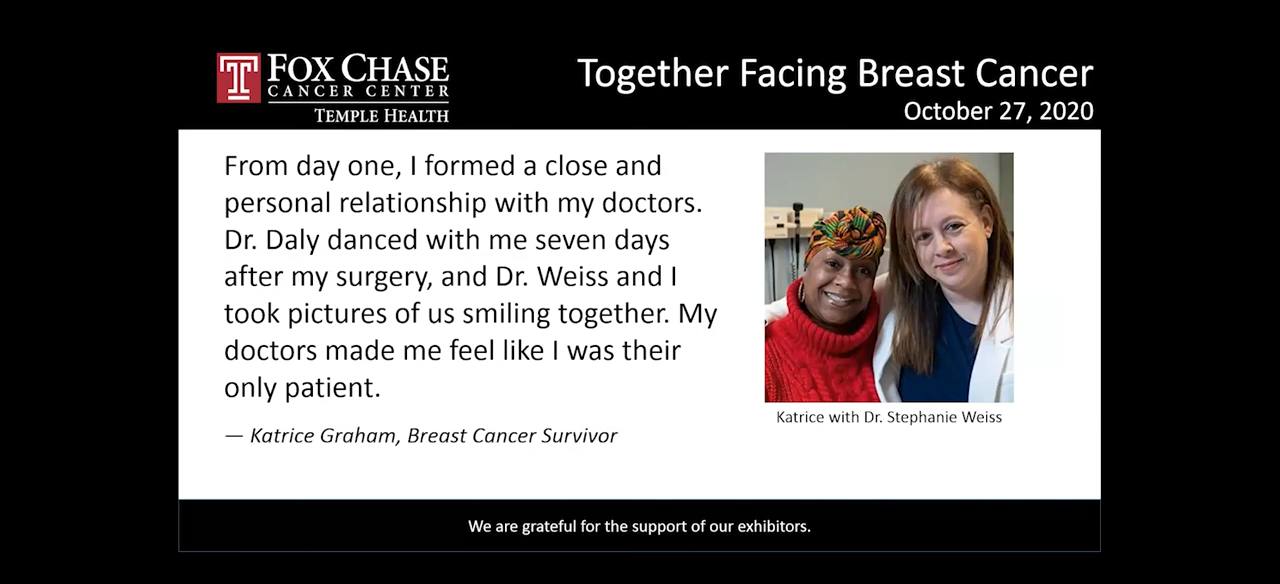 FOX CHASE
CANCER CENTER
TEMPLE HEALTH
Together Facing Breast Cancer
October 27, 2020
From day one, I formed a close and
personal relationship with my doctors.
Dr. Daly danced with me seven days
after my surgery, and Dr. Weiss and I
took pictures of us smiling together. My
doctors made me feel like I was their
only patient.
— Katrice Graham, Breast Cancer Survivor
Katrice with Dr. Stephanie Weiss
We are grateful for the support of our exhibitors.